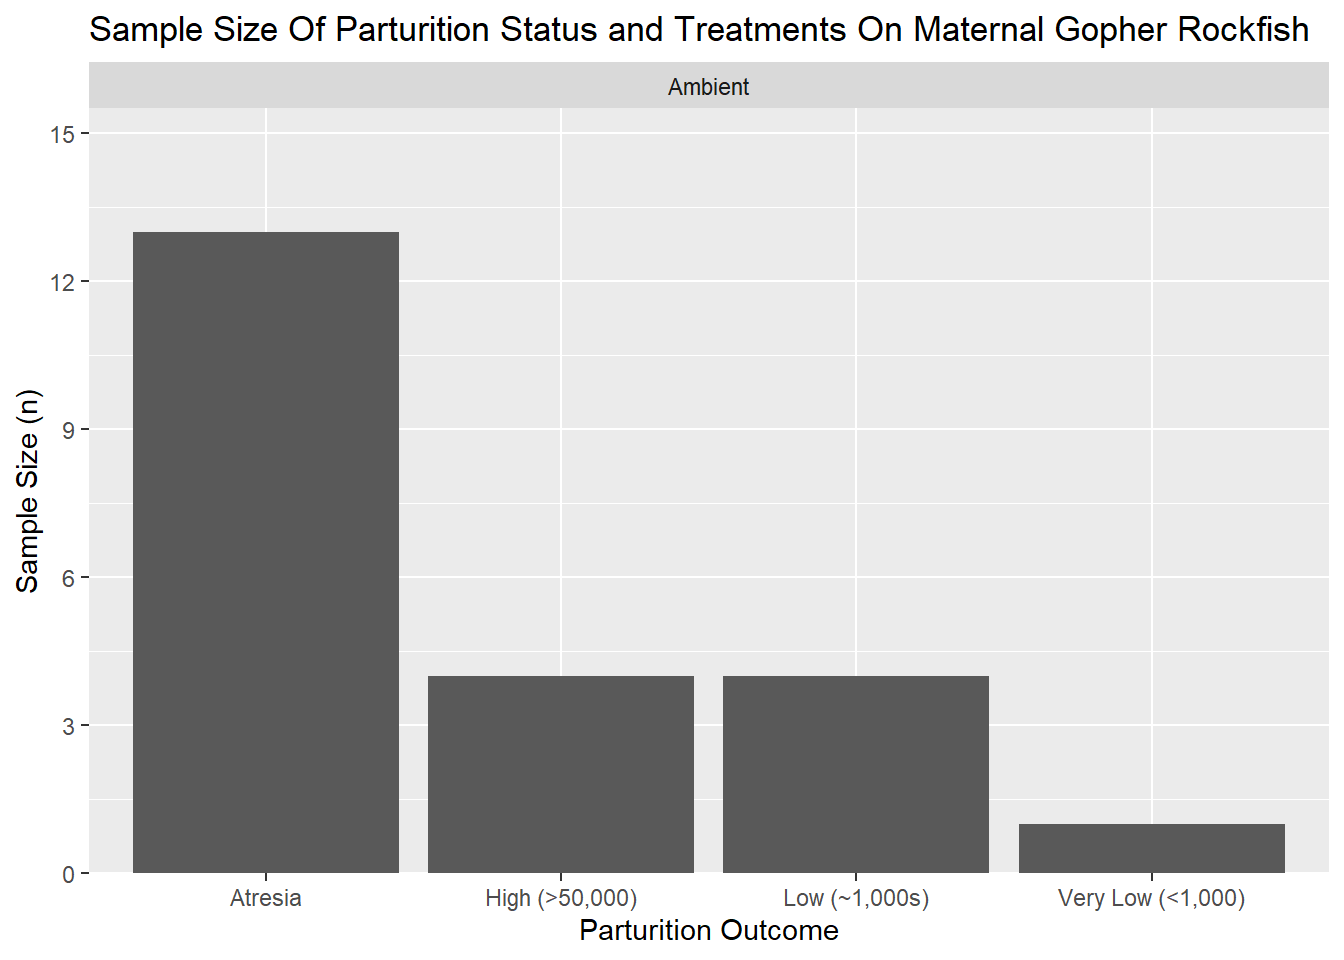 Sample Size Of Parturition Status and Treatments On Maternal Gopher Rockfish
Ambient
15
12
9
6
3
0
Sample Size (n)
Atresia
High (>50,000)
Low (~1,000s)
Very Low (<1,000)
Parturition Outcome